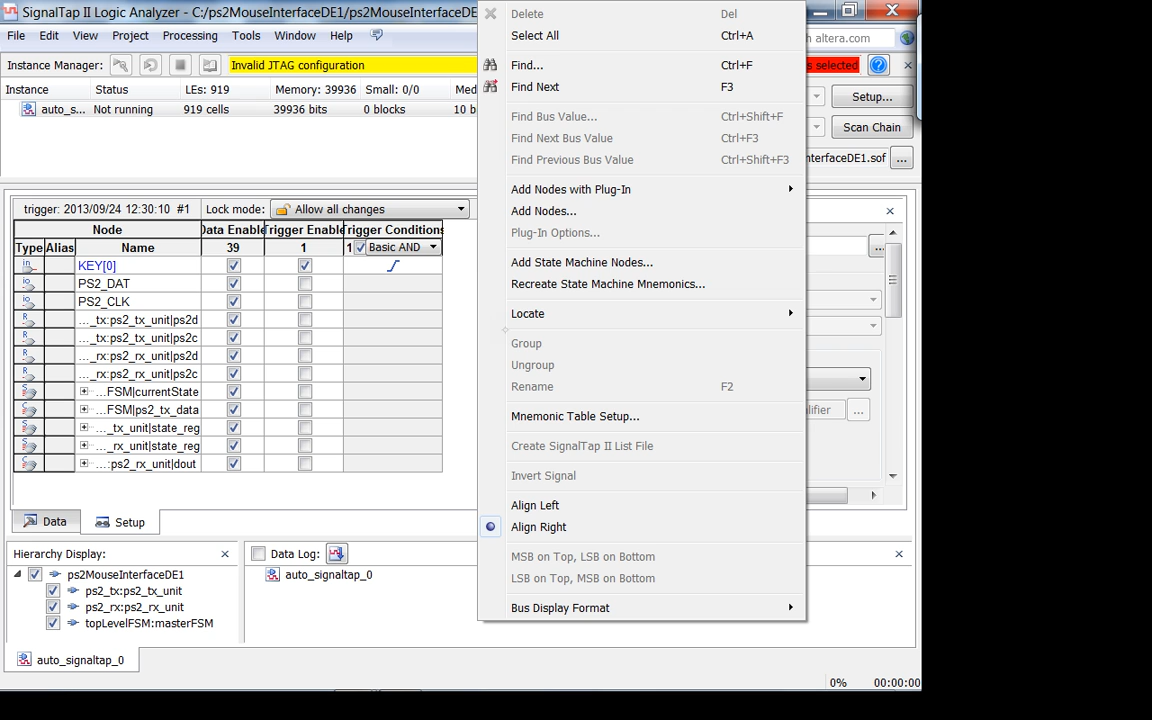 SignalTap II Logic Analyzer - C:/ps2MouseInterfaceDE1/ps2MouseInterfaceDE
File Edit View Project Processing Tools Window Help
h altera.com
Instance Manager: Invalid JTAG configuration
s selected
Instance Status LEs: 919 Memory: 39936 Small: 0/0 Med
auto_s... Not running 919 cells 39936 bits 0 blocks 10 b
Setup...
Scan Chain
nterfaceDE1.sof ...
trigger: 2013/09/24 12:30:10 #1 Lock mode: Allow all changes
Node Data Enable Trigger Enable Trigger Conditions
Type Alias Name 39 1 1 Basic AND
KEY[0]
PS2_DAT
PS2_CLK
..._tx:ps2_tx_unit|ps2d
..._tx:ps2_tx_unit|ps2c
..._rx:ps2_rx_unit|ps2d
..._rx:ps2_rx_unit|ps2c
...FSM|currentState
...FSM|ps2_tx_data
..._tx_unit|state_reg
..._rx_unit|state_reg
...:ps2_rx_unit|dout
Data Setup
Delete Del
Select All Ctrl+A
Find... Ctrl+F
Find Next F3
Find Bus Value... Ctrl+Shift+F
Find Next Bus Value Ctrl+F3
Find Previous Bus Value Ctrl+Shift+F3
Add Nodes with Plug-In
Add Nodes...
Plug-In Options...
Add State Machine Nodes...
Recreate State Machine Mnemonics...
Locate
Group
Ungroup
Rename F2
Mnemonic Table Setup...
Create SignalTap II List File
Invert Signal
Align Left
Align Right
MSB on Top, LSB on Bottom
LSB on Top, MSB on Bottom
Bus Display Format
...
lifier ...
Hierarchy Display:
ps2MouseInterfaceDE1
ps2_tx:ps2_tx_unit
ps2_rx:ps2_rx_unit
topLevelFSM:masterFSM
Data Log:
auto_signaltap_0
auto_signaltap_0
0% 00:00:00